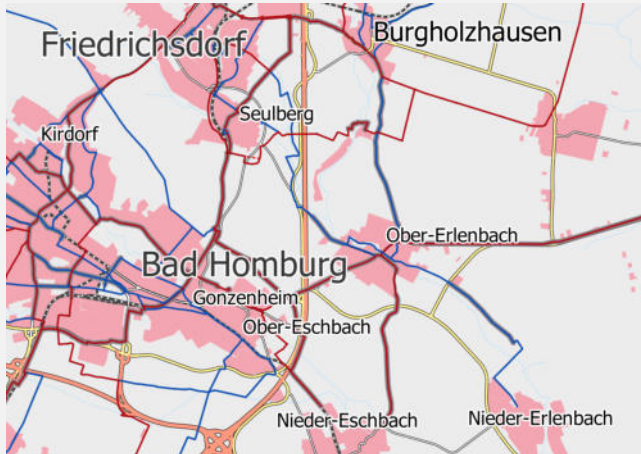 Burgholzhausen
Friedrichsdorf
Seulberg
Kirdorf
Ober-Erlenbach
Bad Homburg
Gonzenheim
Ober-Eschbach
Nieder-Eschbach
Nieder-Erlenbach